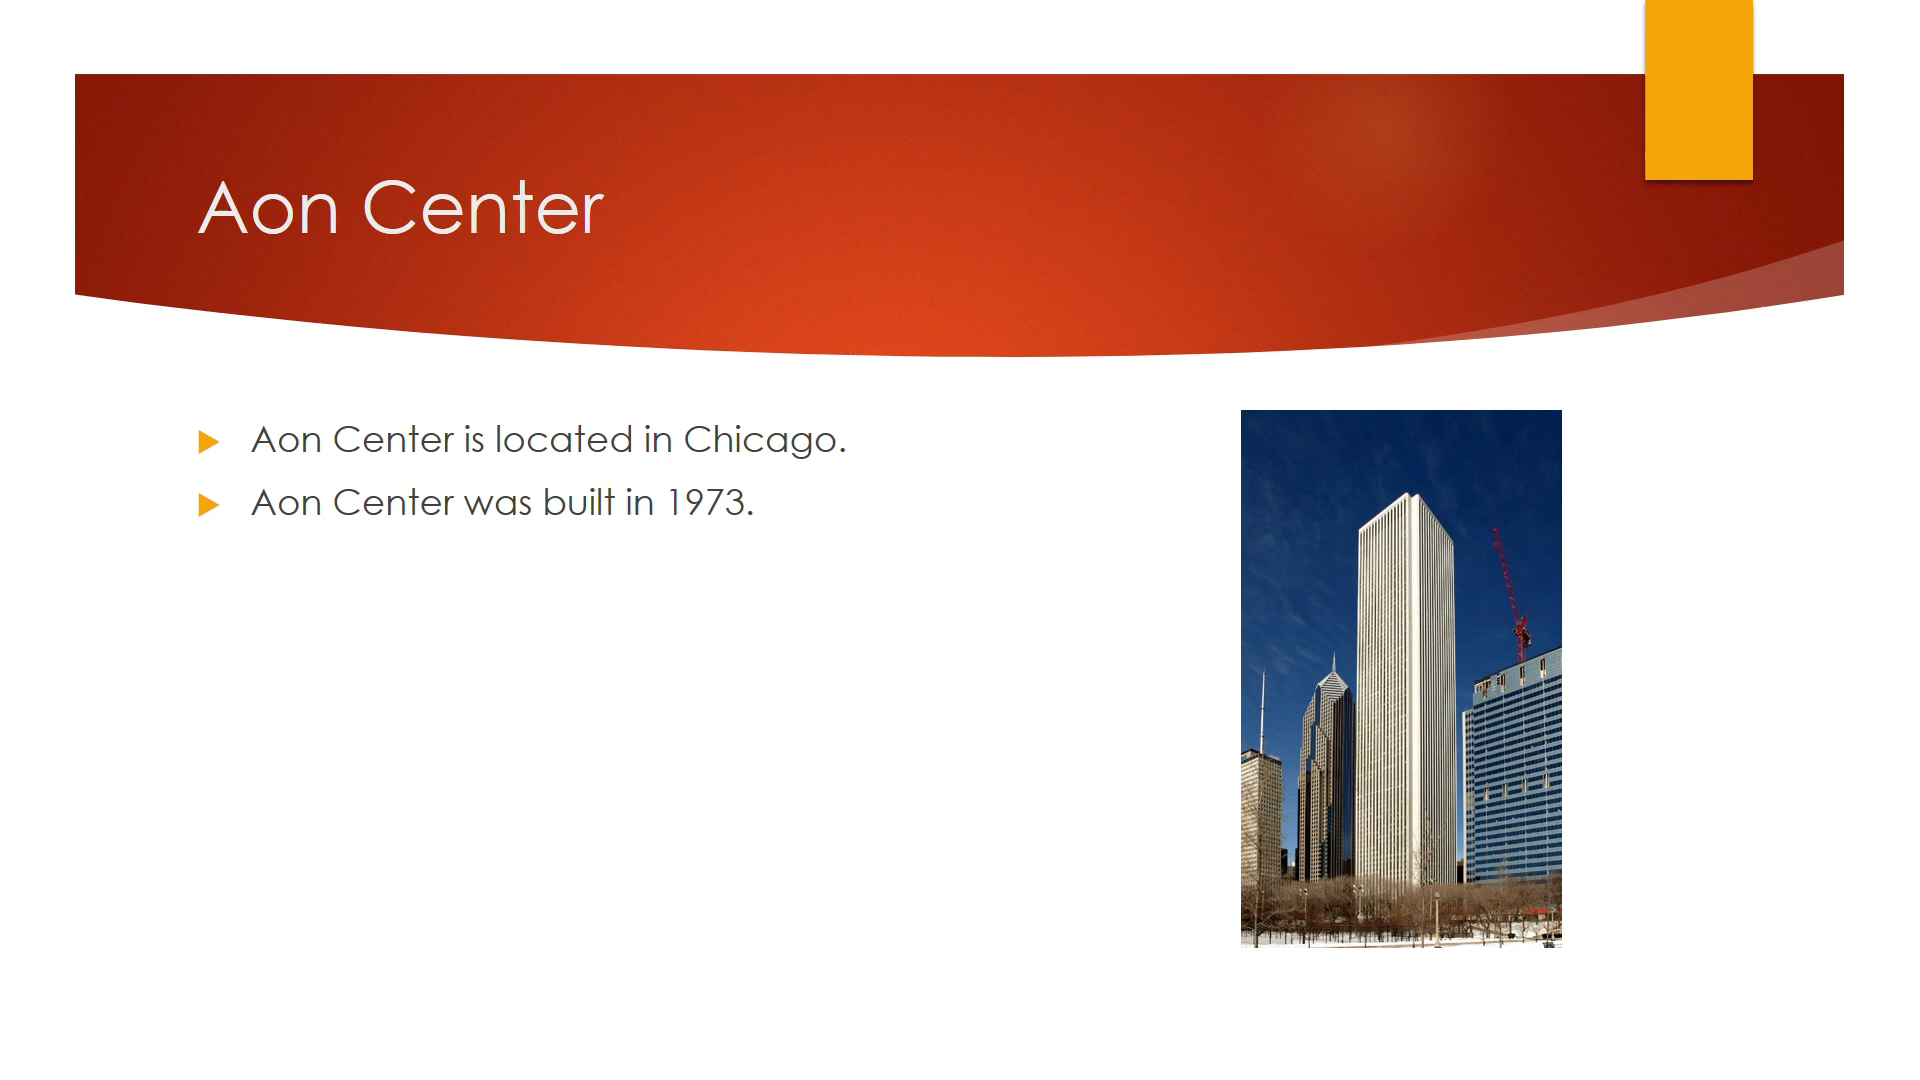 Aon Center
Aon Center is located in Chicago.
Aon Center was built in 1973.